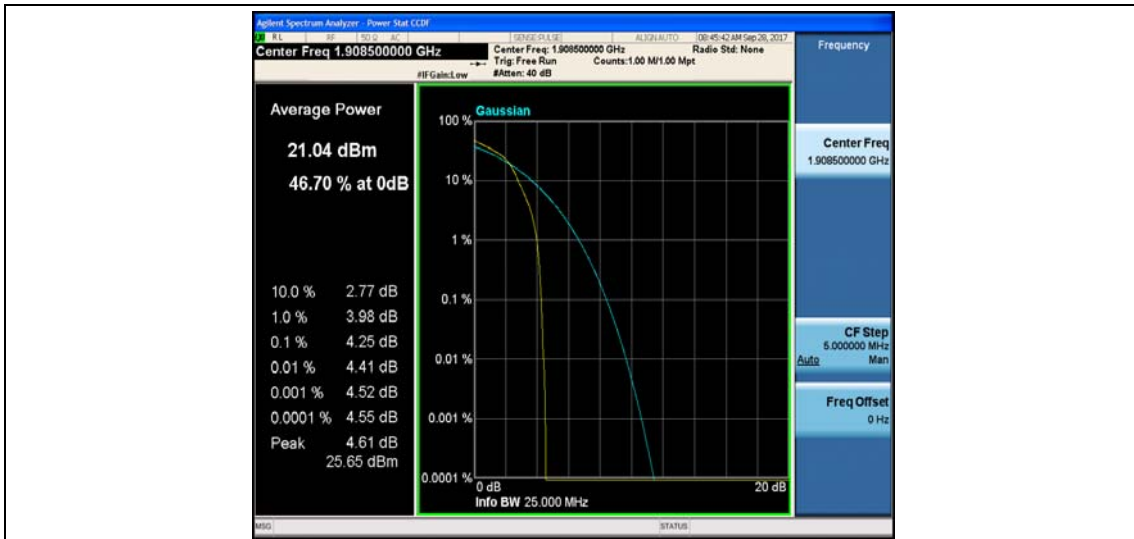 Agilent Spectrum Analyzer - Power Stat CCDF
RL RF 50 Ω AC SENSE:PULSE ALIGN AUTO 08:45:42 AM Sep 28, 2017
Center Freq 1.908500000 GHz
Center Freq: 1.908500000 GHz Radio Std: None
Trig: Free Run Counts:1.00 M/1.00 Mpt
#IFGain:Low #Atten: 40 dB
Frequency
Average Power
21.04 dBm
46.70 % at 0dB
10.0 % 2.77 dB
1.0 % 3.98 dB
0.1 % 4.25 dB
0.01 % 4.41 dB
0.001 % 4.52 dB
0.0001 % 4.55 dB
Peak 4.61 dB
25.65 dBm
Gaussian
100 %
10 %
1 %
0.1 %
0.01 %
0.001 %
0.0001 %
0 dB 20 dB
Info BW 25.000 MHz
Center Freq
1.908500000 GHz
CF Step
5.000000 MHz
Auto Man
Freq Offset
0 Hz
MSG STATUS